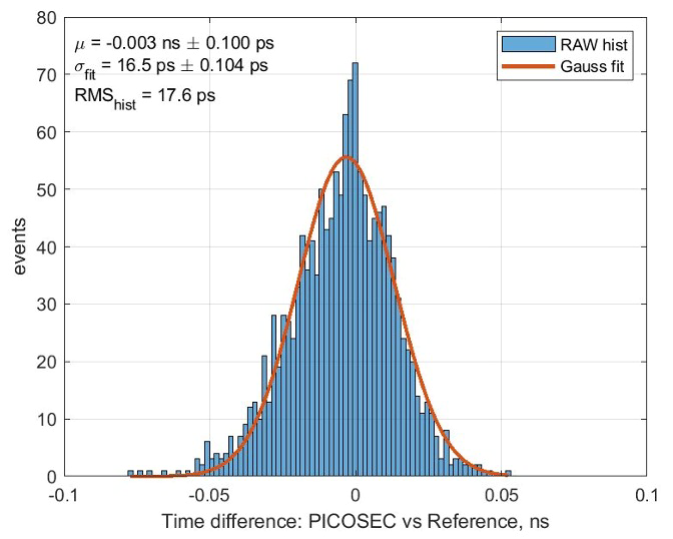 80
70
60
50
40
30
20
10
0
events
μ = -0.003 ns ± 0.100 ps
σfit = 16.5 ps ± 0.104 ps
RMShist = 17.6 ps
RAW hist
Gauss fit
-0.1
-0.05
0
0.05
0.1
Time difference: PICOSEC vs Reference, ns